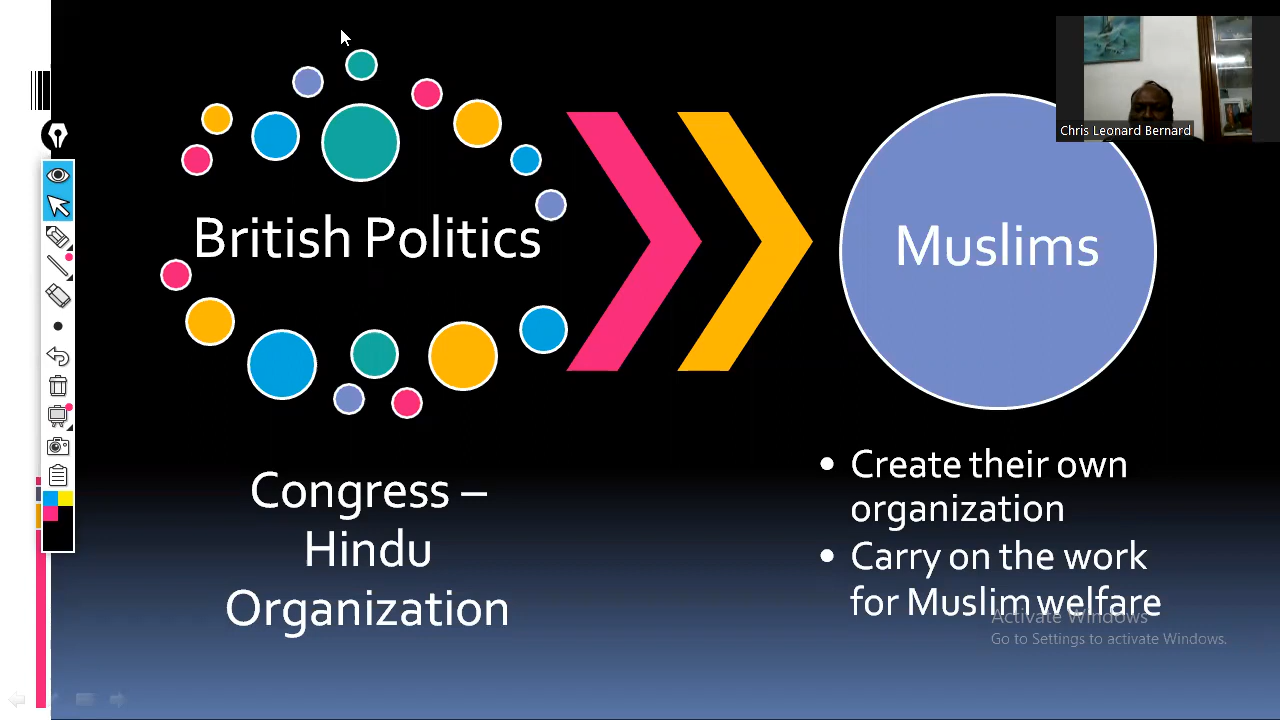 Chris Leonard Bernard
British Politics
Muslims
Congress –
Hindu
Organization
• Create their own
organization
• Carry on the work
for Muslim welfare
Activate Windows
Go to Settings to activate Windows.